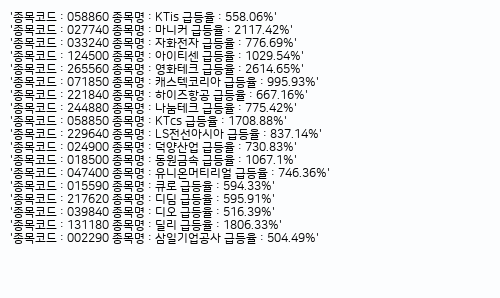 '종목코드 : 058860 종목명 : KTis 급등율 : 558.06%'
'종목코드 : 027740 종목명 : 마니커 급등율 : 2117.42%'
'종목코드 : 033240 종목명 : 자화전자 급등율 : 776.69%'
'종목코드 : 124500 종목명 : 아이티센 급등율 : 1029.54%'
'종목코드 : 265560 종목명 : 영화테크 급등율 : 2614.65%'
'종목코드 : 071850 종목명 : 캐스텍코리아 급등율 : 995.93%'
'종목코드 : 221840 종목명 : 하이즈항공 급등율 : 667.16%'
'종목코드 : 244880 종목명 : 나눔테크 급등율 : 775.42%'
'종목코드 : 058850 종목명 : KTcs 급등율 : 1708.88%'
'종목코드 : 229640 종목명 : LS전선아시아 급등율 : 837.14%'
'종목코드 : 024900 종목명 : 덕양산업 급등율 : 730.83%'
'종목코드 : 018500 종목명 : 동원금속 급등율 : 1067.1%'
'종목코드 : 047400 종목명 : 유니온머티리얼 급등율 : 746.36%'
'종목코드 : 015590 종목명 : 큐로 급등율 : 594.33%'
'종목코드 : 217620 종목명 : 디딤 급등율 : 595.91%'
'종목코드 : 039840 종목명 : 디오 급등율 : 516.39%'
'종목코드 : 131180 종목명 : 딜리 급등율 : 1806.33%'
'종목코드 : 002290 종목명 : 삼일기업공사 급등율 : 504.49%'